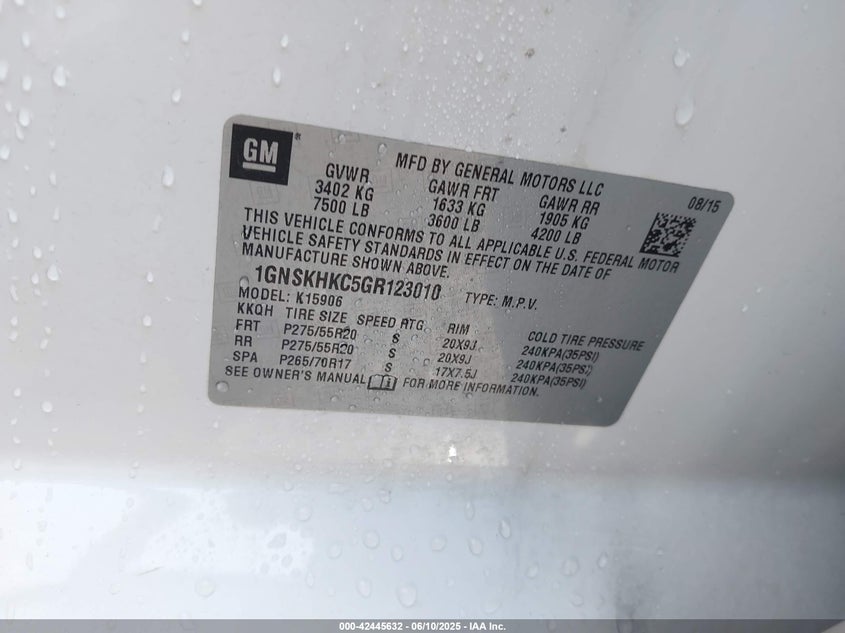 GM ®
MFD BY GENERAL MOTORS LLC
08/15
GVWR GAWR FRT GAWR RR
3402 KG 1633 KG 1905 KG
7500 LB 3600 LB 4200 LB
THIS VEHICLE CONFORMS TO ALL APPLICABLE U.S. FEDERAL MOTOR
VEHICLE SAFETY STANDARDS IN EFFECT ON THE DATE OF
MANUFACTURE SHOWN ABOVE.
1GNSKHKC5GR123010 TYPE: M.P.V.
MODEL: K15906
KKQH TIRE SIZE SPEED RTG. RIM COLD TIRE PRESSURE
FRT P275/55R20 S 20X9J 240KPA(35PSI)
RR P275/55R20 S 20X9J 240KPA(35PSI)
SPA P265/70R17 S 17X7.5J 240KPA(35PSI)
SEE OWNER'S MANUAL FOR MORE INFORMATION.
000-42445632 - 06/10/2025 - IAA Inc.